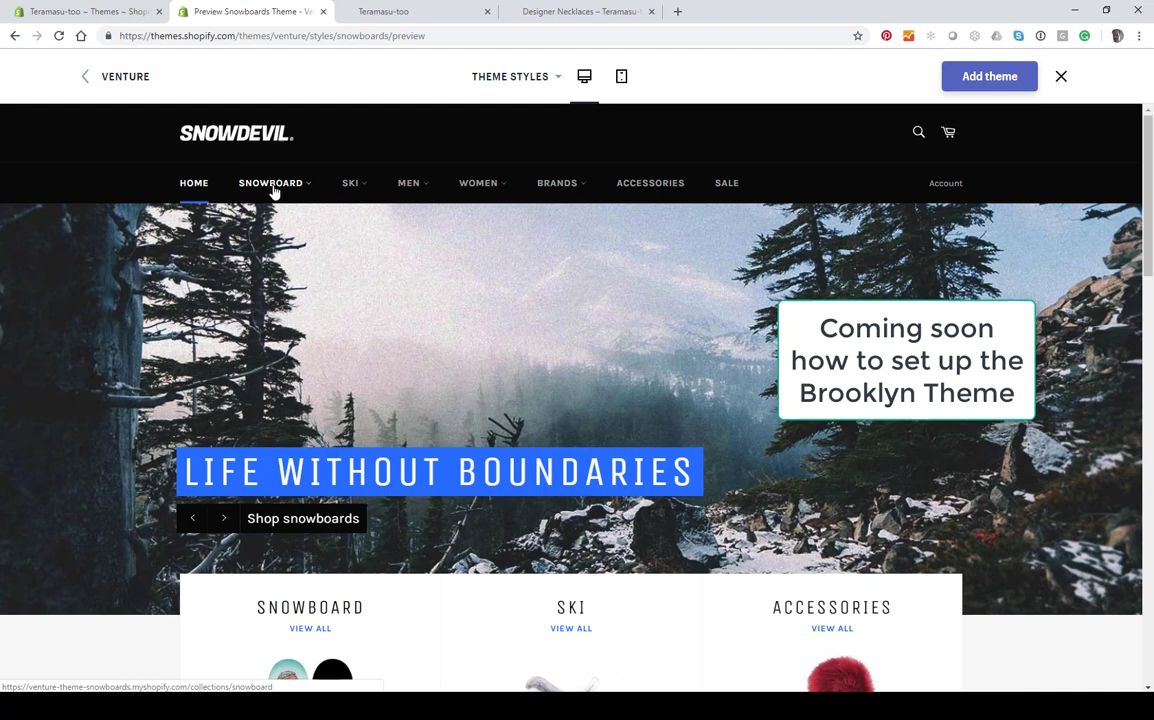 Teramasu-too ~ Themes ~ Shopi
Preview Snowboards Theme - Ve
Teramasu-too
Designer Necklaces – Teramasu-t
https://themes.shopify.com/themes/venture/styles/snowboards/preview
VENTURE
THEME STYLES
Add theme
SNOWDEVIL.
HOME SNOWBOARD SKI MEN WOMEN BRANDS ACCESSORIES SALE Account
Coming soon
how to set up the
Brooklyn Theme
LIFE WITHOUT BOUNDARIES
Shop snowboards
SNOWBOARD SKI ACCESSORIES
VIEW ALL VIEW ALL VIEW ALL
https://venture-theme-snowboards.myshopify.com/collections/snowboard